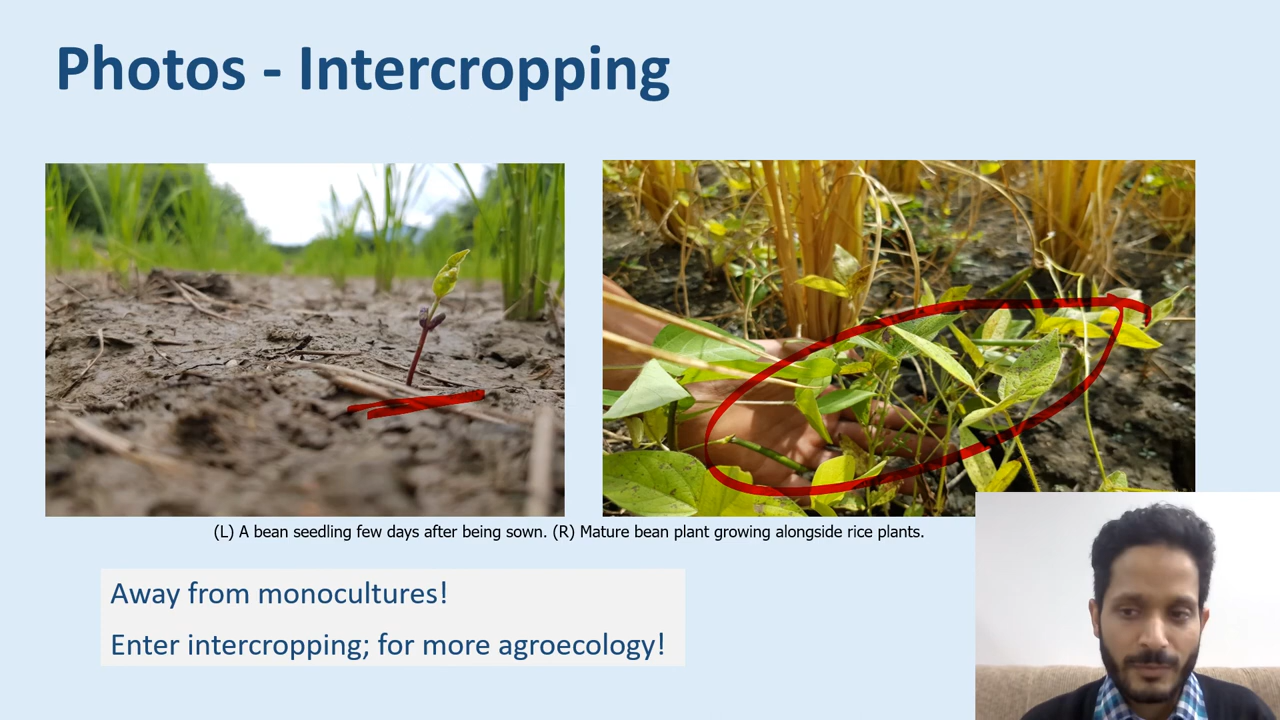 Photos - Intercropping
(L) A bean seedling few days after being sown. (R) Mature bean plant growing alongside rice plants.
Away from monocultures!
Enter intercropping; for more agroecology!